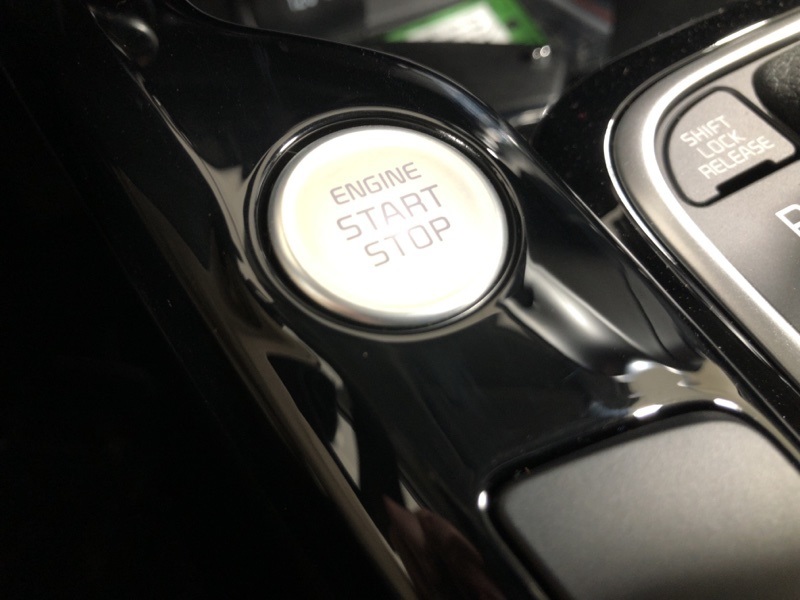 ENGINE
START
STOP
SHIFT
LOCK
RELEASE